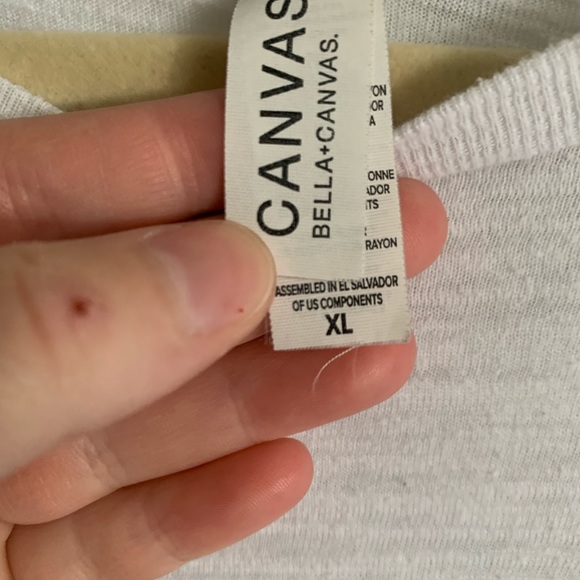 CANVAS
BELLA+CANVAS.
RAYON
ASSEMBLED IN EL SALVADOR
OF US COMPONENTS
XL